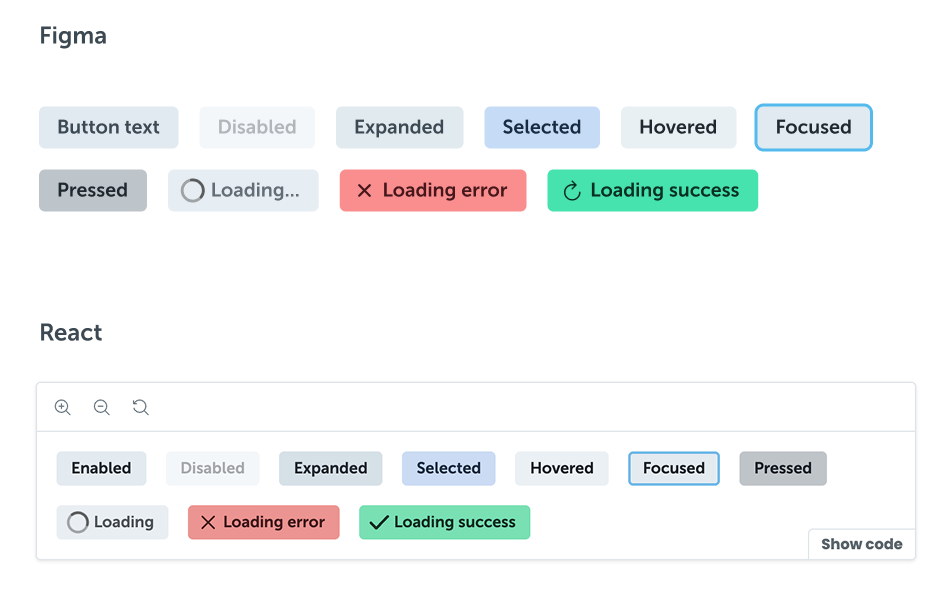 Figma
Button text Disabled Expanded Selected Hovered Focused
Pressed Loading... Loading error Loading success
React
Enabled Disabled Expanded Selected Hovered Focused Pressed
Loading Loading error Loading success
Show code